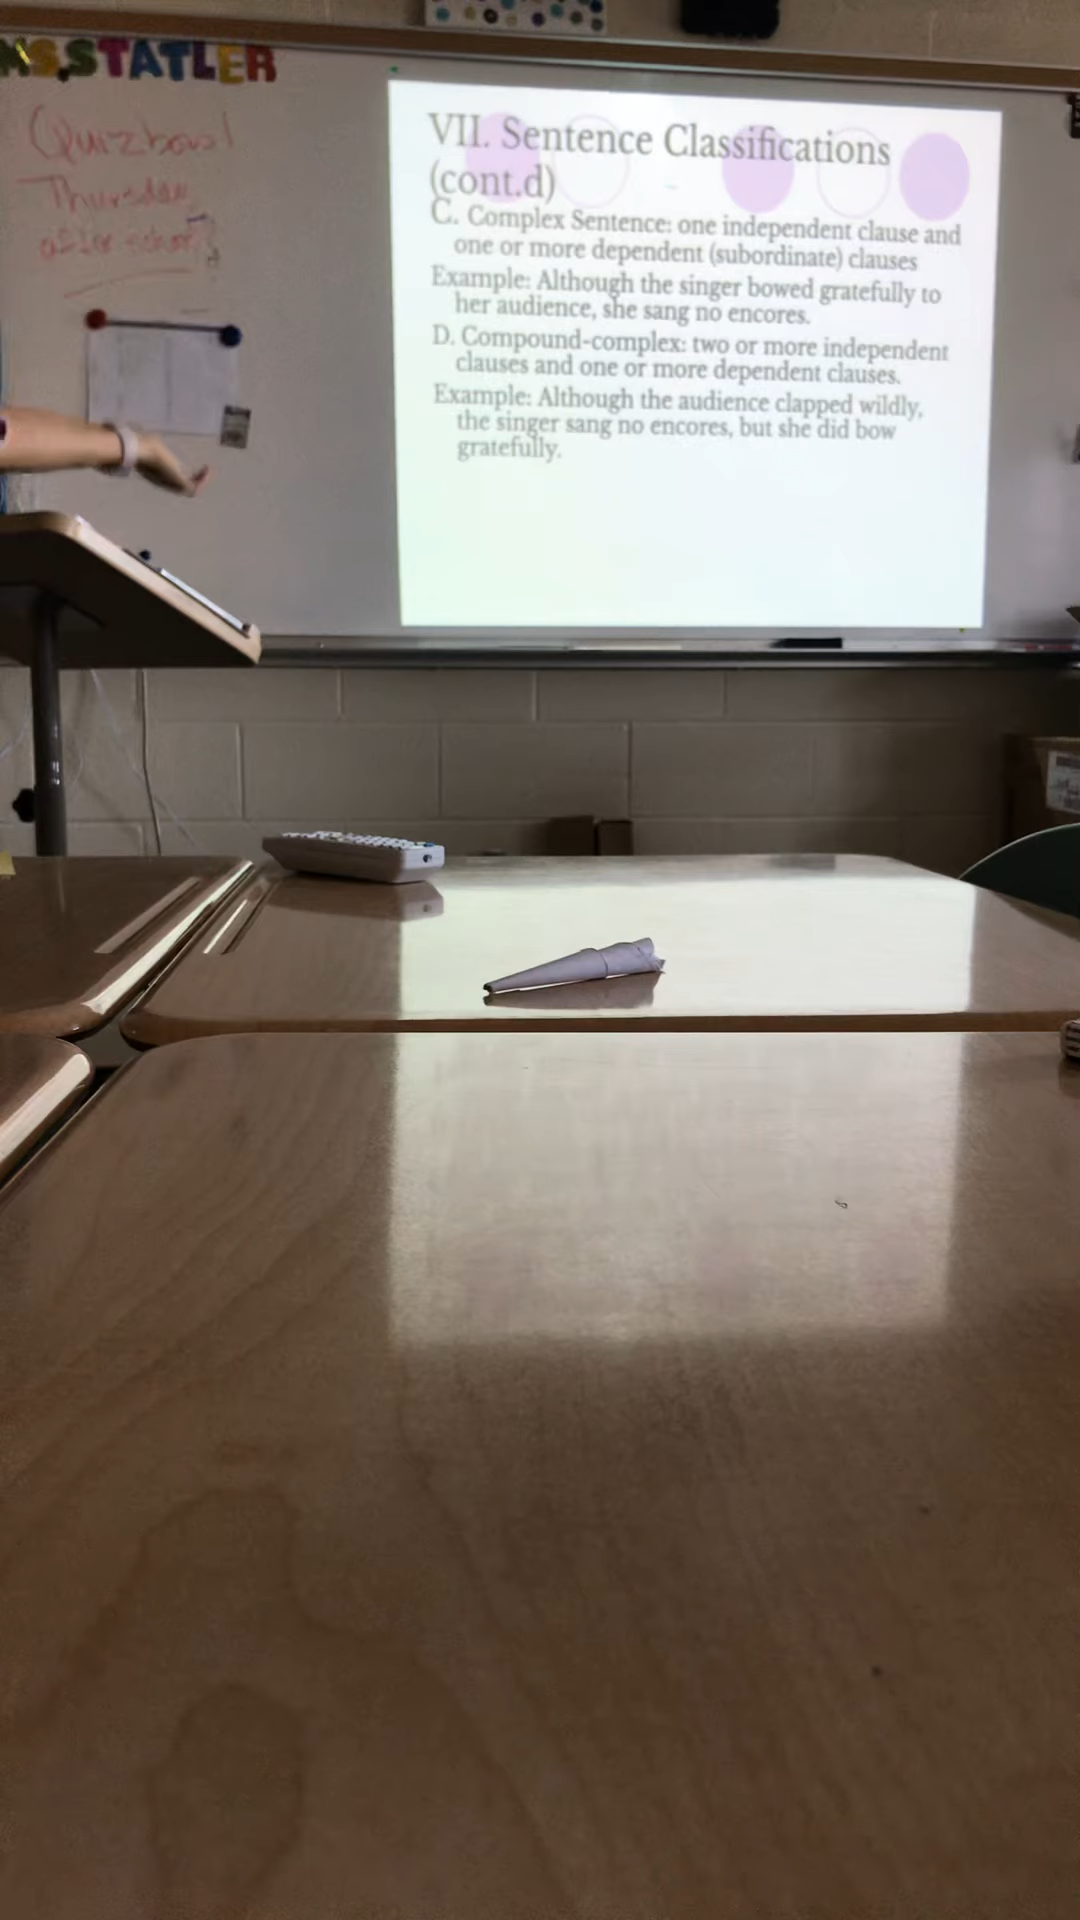 MS. STATLER
Quizbowl
Thursday
after school
VII. Sentence Classifications
(cont.d)
C. Complex Sentence: one independent clause and
one or more dependent (subordinate) clauses
Example: Although the singer bowed gratefully to
her audience, she sang no encores.
D. Compound-complex: two or more independent
clauses and one or more dependent clauses.
Example: Although the audience clapped wildly,
the singer sang no encores, but she did bow
gratefully.